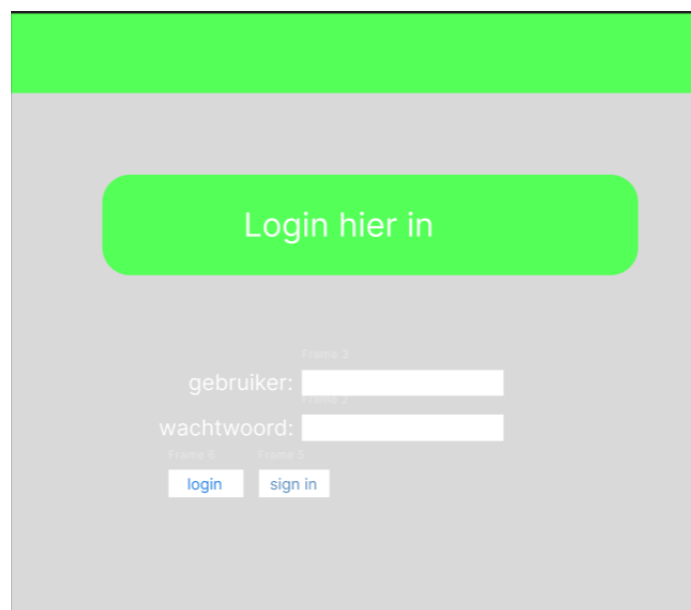 Login hier in
Frame 3
gebruiker:
Frame 2
wachtwoord:
Frame 6 Frame 5
login sign in